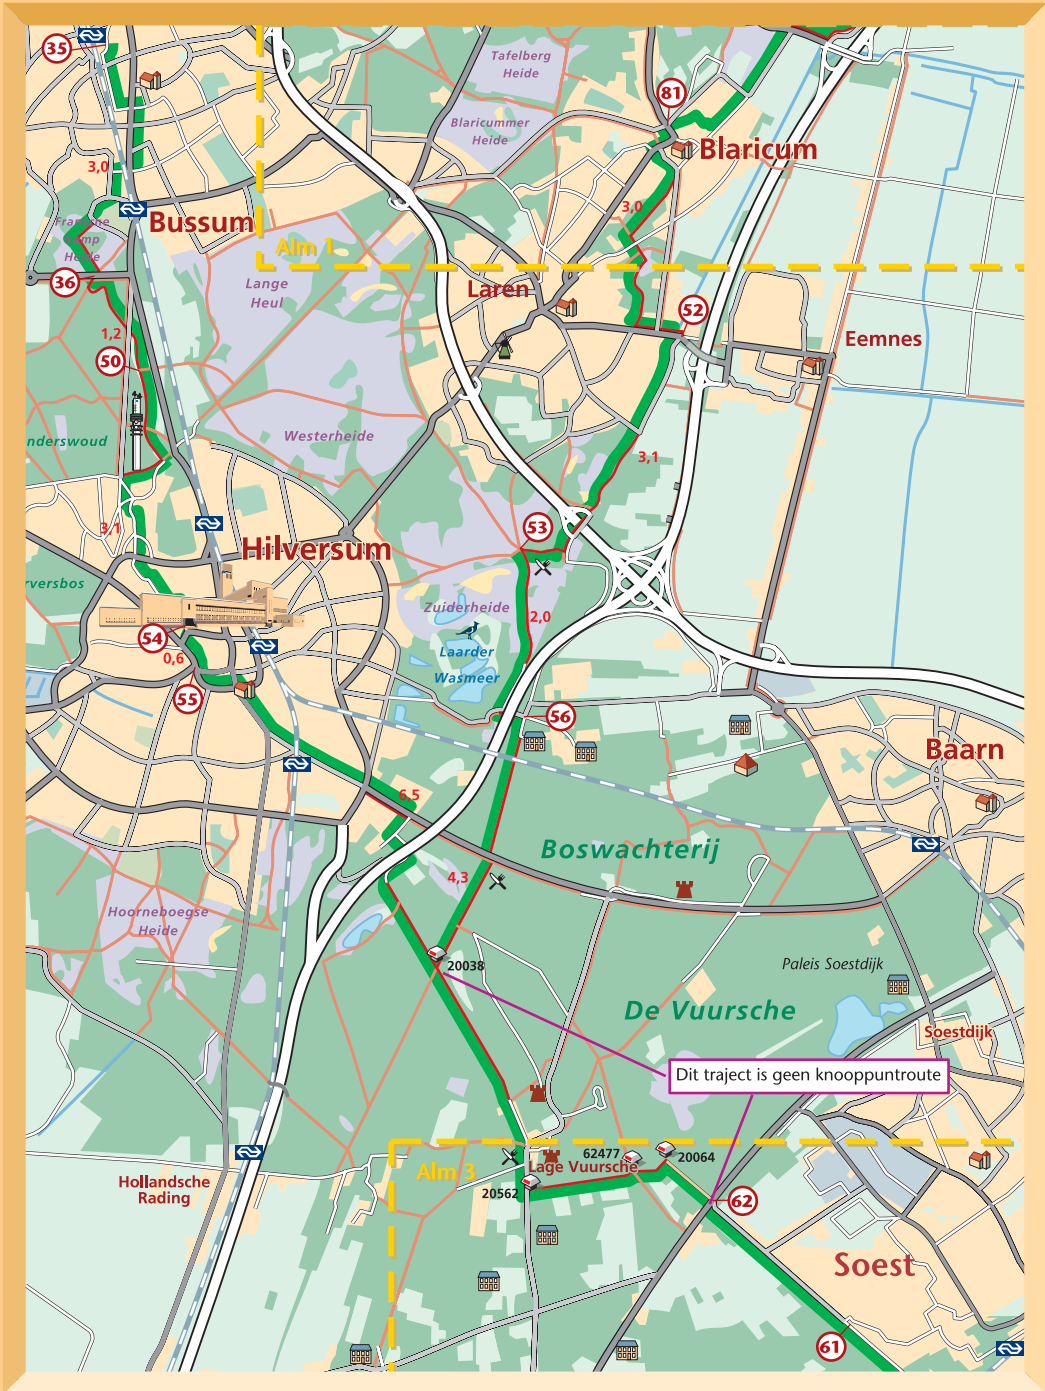 35
Tafelberg
Heide
81
Blaricummer
Heide
Blaricum
3,0
3,0
Bussum
Fransche
Camp
Heide
Alm 1
36
Lange
Heul
Laren
52
1,2
Eemnes
50
nderswoud
Westerheide
3,1
3,1
53
Hilversum
rversbos
Zuiderheide
2,0
54
Laarder
Wasmeer
0,6
55
56
Baarn
6,5
Boswachterij
4,3
Hoorneboegse
Heide
20038
Paleis Soestdijk
De Vuursche
Soestdijk
Dit traject is geen knooppuntroute
62477
20064
Lage Vuursche
Alm 3
20562
Hollandsche
Rading
62
Soest
61